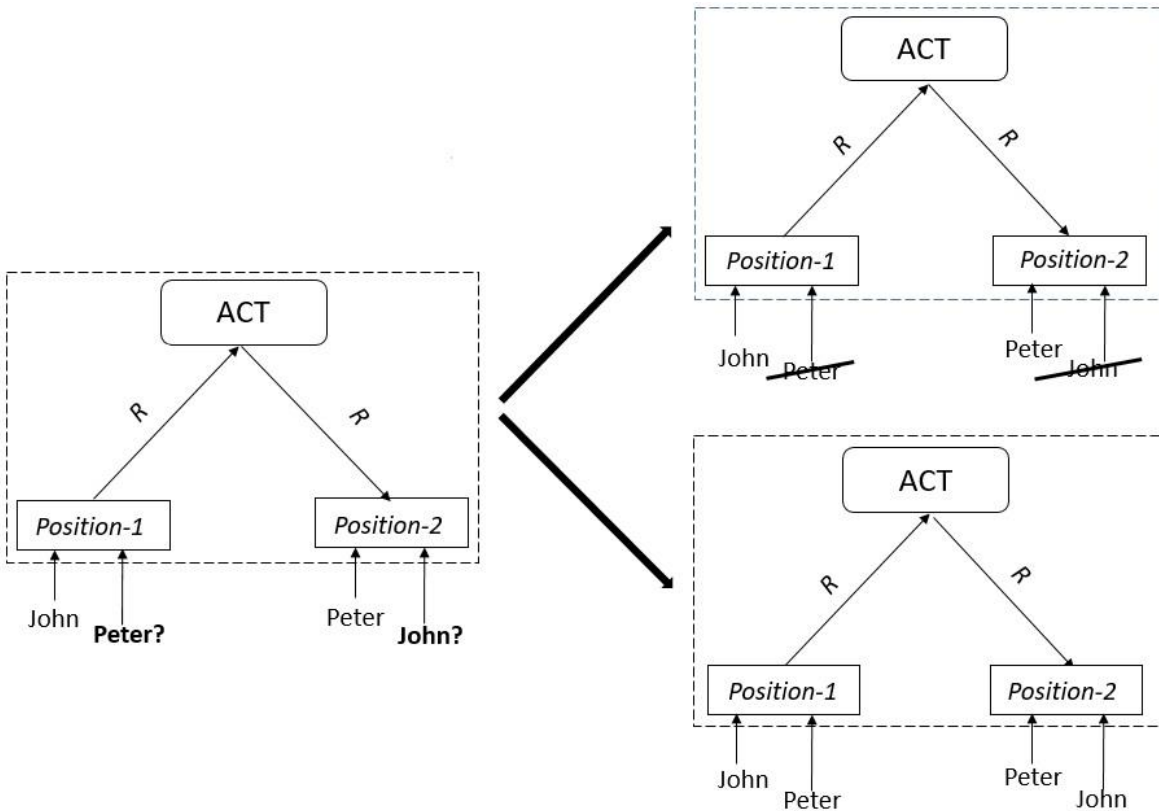 ACT
R
R
Position-1
Position-2
John
Peter?
Peter
John?
ACT
R
R
Position-1
Position-2
John
Peter
Peter
John
ACT
R
R
Position-1
Position-2
John
Peter
Peter
John